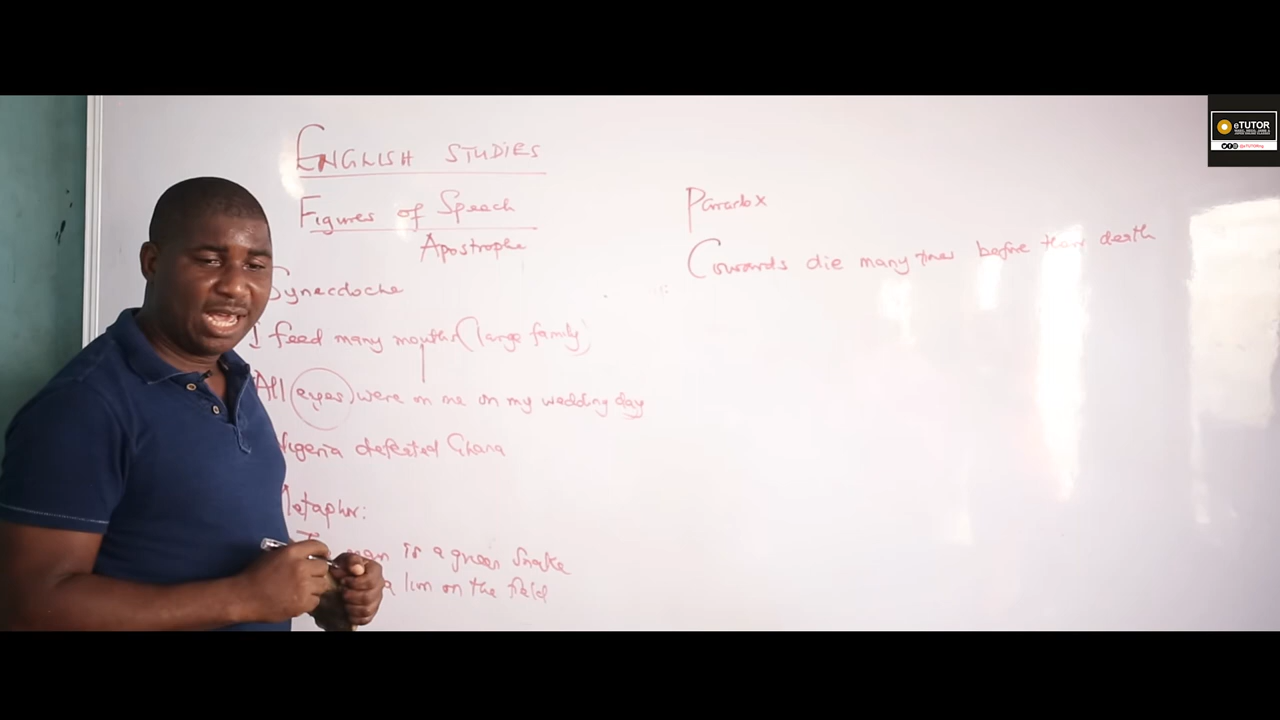 ENGLISH STUDIES
Figures of Speech
Apostrophe
Synecdoche
I feed many mouths (large family)
All (eyes) were on me on my wedding day
Nigeria defeated Ghana
Metaphor:
man is a green snake
a lion on the field
Paradox
Cowards die many times before their death
eTUTOR
@eTUTORng